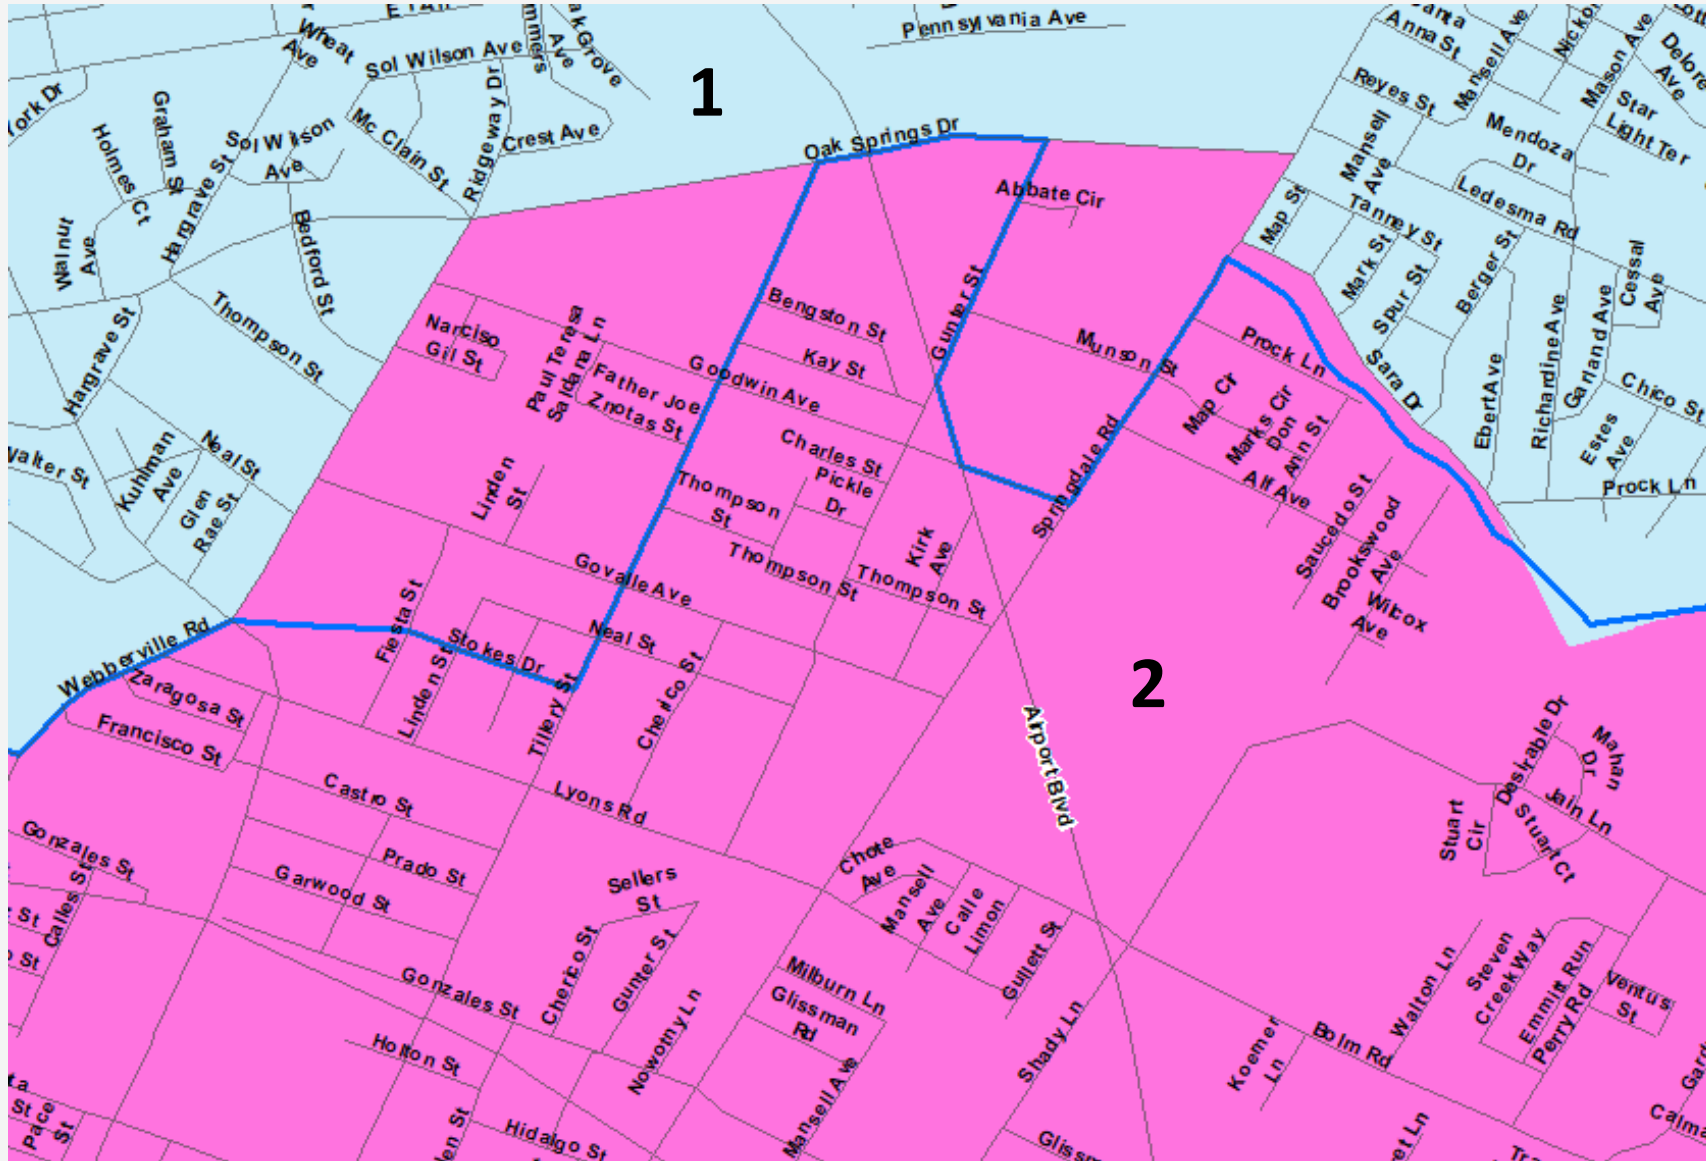 Pennsylvania Ave
Wheat
Ave
Sol Wilson Ave
Ave
Grove
1
Anna St
Mansell Ave
Mason Ave
Ave
York Dr
Graham St
Holmes Ct
Sol Wilson
Ave
Mc Clain St
Ridgeway Dr
Crest Ave
Oak Springs Dr
Reyes St
Mansell
Ave
Mendoza
Dr
Star
Light Ter
Walnut
Ave
Hargrave St
Bedford St
Abbate Cir
Map St
Tanney St
Ledesma Rd
Mark St
Spur St
Berger St
Cessal
Ave
Hargrave St
Thompson St
Narciso
Gil St
Paul Teresa
Saldana Ln
Father Joe
Znotas St
Goodwin Ave
Bengston St
Kay St
Gunter St
Munson St
Prock Ln
Sara Dr
Ebert Ave
Richardine Ave
Garland Ave
Chico St
Estes
Ave
Prock Ln
Walter St
Kuhlman
Ave
Neal St
Glen
Rae St
Linden
St
Charles St
Pickle
Dr
Thompson
St
Thompson St
Map Cir
Marks Cir
Don
Ann St
Alf Ave
Springdale Rd
Saucedo St
Brookswood
Ave
Wilcox
Ave
Kirk
Ave
Thompson St
Govalle Ave
Fiesta St
Linden St
Stokes Dr
Neal St
Cherico St
Tillery St
Webberville Rd
Zaragosa St
Francisco St
2
Airport Blvd
Desirable Dr
Mahan
Dr
Jain Ln
Stuart
Cir
Stuart Ct
Castro St
Lyons Rd
Gonzales St
Calles St
Prado St
Garwood St
Sellers
St
Chote
Ave
Mansell
Ave
Calle
Limon
Gullett St
Gonzales St
Cherico St
Gunter St
Nowotny Ln
Milburn Ln
Glissman
Rd
Mansell Ave
Shady Ln
Koerner
Ln
Bolm Rd
Walton Ln
Steven
Creek Way
Emmitt Run
Perry Rd
Ventus
St
Holton St
Pace
St
Hidalgo St